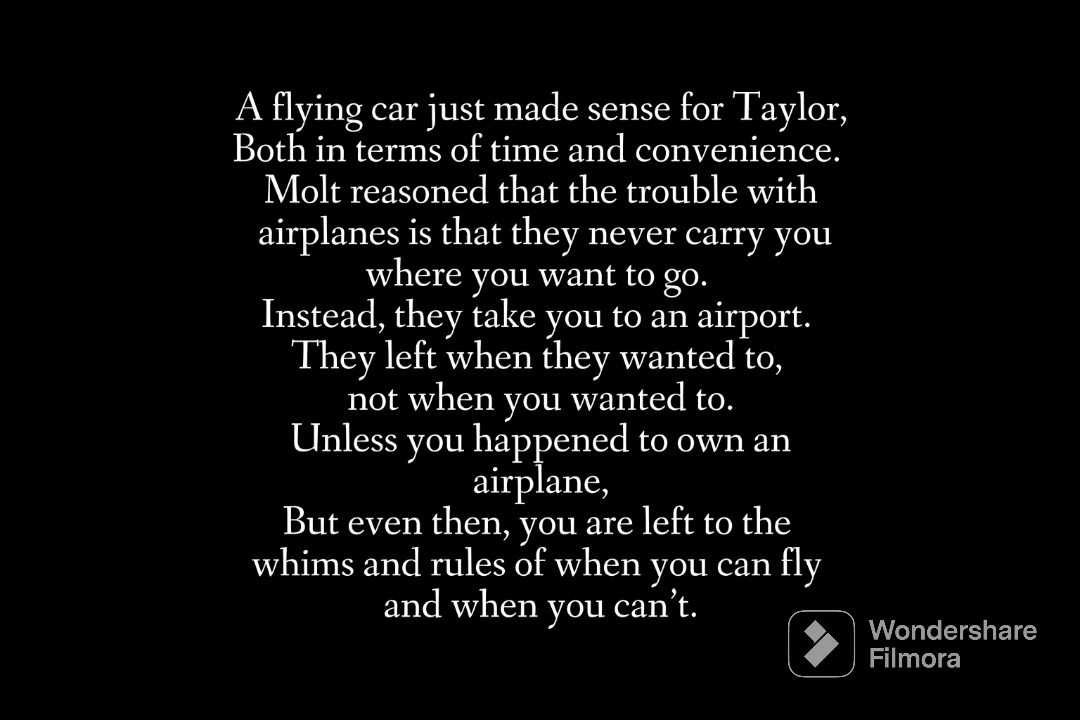 A flying car just made sense for Taylor,
Both in terms of time and convenience.
Molt reasoned that the trouble with
airplanes is that they never carry you
where you want to go.
Instead, they take you to an airport.
They left when they wanted to,
not when you wanted to.
Unless you happened to own an
airplane,
But even then, you are left to the
whims and rules of when you can fly
and when you can’t.
Wondershare
Filmora